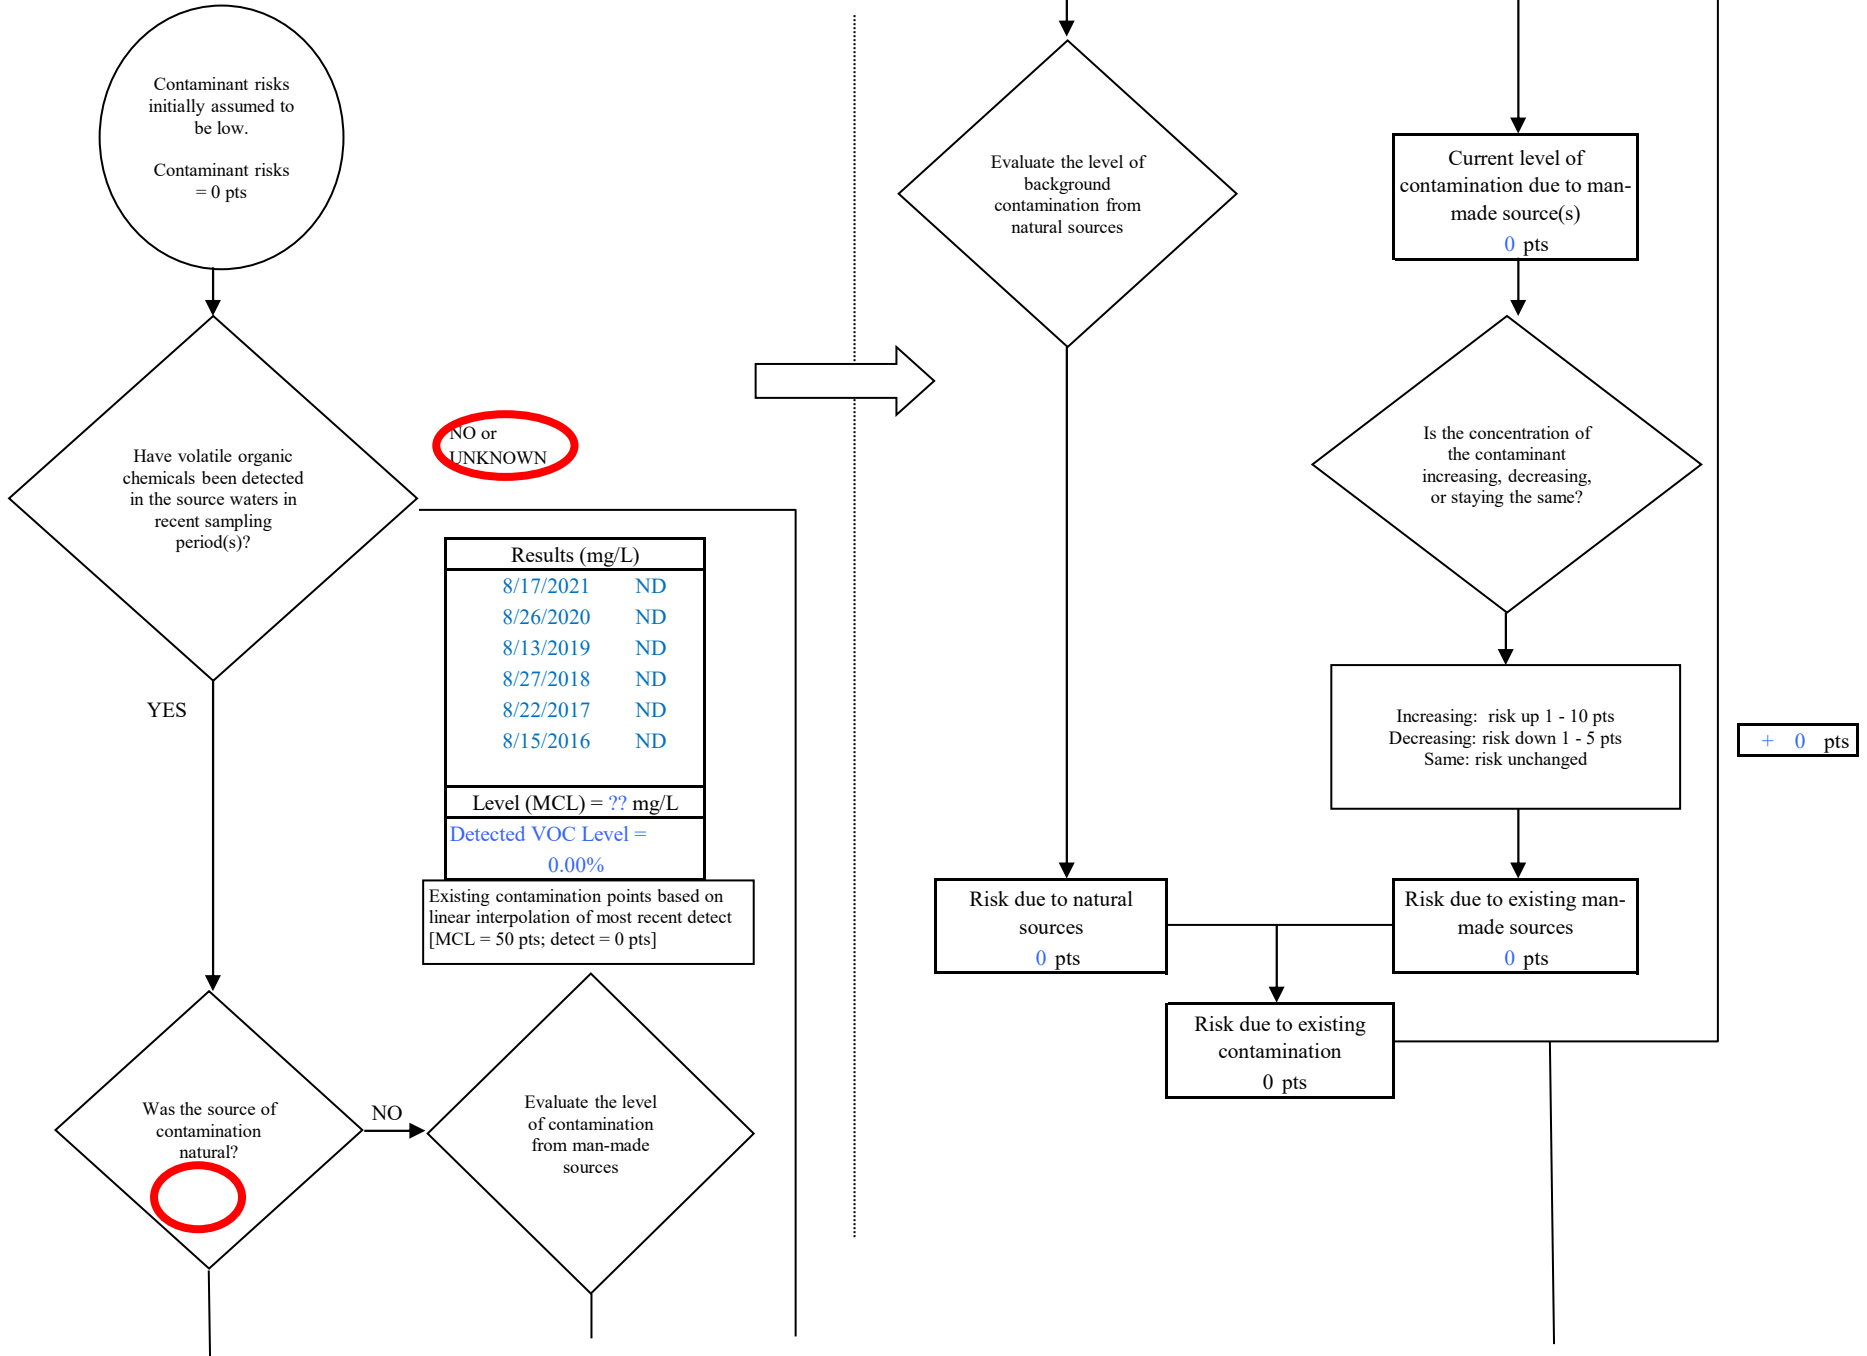 Contaminant risks
initially assumed to
be low.
Contaminant risks
= 0 pts
Have volatile organic
chemicals been detected
in the source waters in
recent sampling
period(s)?
NO or
UNKNOWN
YES
Results (mg/L)
8/17/2021 ND
8/26/2020 ND
8/13/2019 ND
8/27/2018 ND
8/22/2017 ND
8/15/2016 ND
Level (MCL) = ?? mg/L
Detected VOC Level =
0.00%
Existing contamination points based on
linear interpolation of most recent detect
[MCL = 50 pts; detect = 0 pts]
Was the source of
contamination
natural?
NO
Evaluate the level
of contamination
from man-made
sources
Evaluate the level of
background
contamination from
natural sources
Current level of
contamination due to man-
made source(s)
0 pts
Is the concentration of
the contaminant
increasing, decreasing,
or staying the same?
Increasing: risk up 1 - 10 pts
Decreasing: risk down 1 - 5 pts
Same: risk unchanged
+ 0 pts
Risk due to natural
sources
0 pts
Risk due to existing man-
made sources
0 pts
Risk due to existing
contamination
0 pts